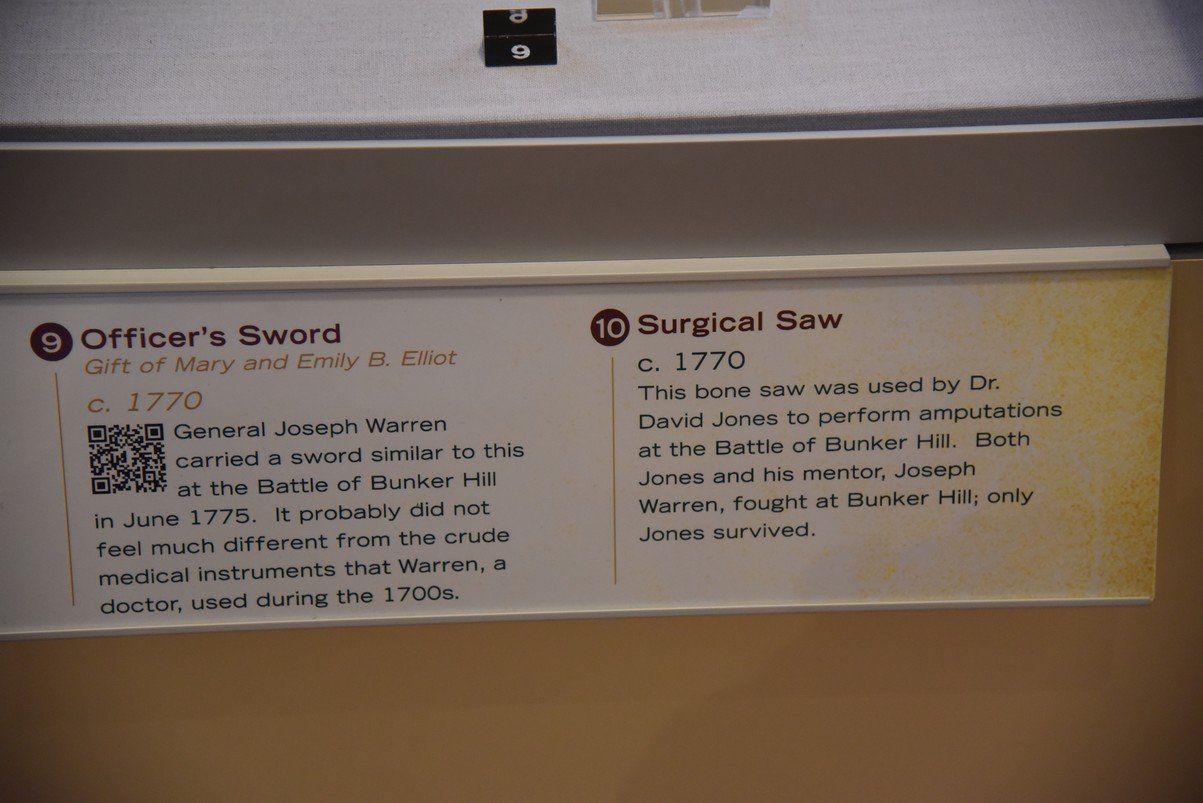 9
9 Officer's Sword
Gift of Mary and Emily B. Elliot
c. 1770
General Joseph Warren
carried a sword similar to this
at the Battle of Bunker Hill
in June 1775. It probably did not
feel much different from the crude
medical instruments that Warren, a
doctor, used during the 1700s.
10 Surgical Saw
c. 1770
This bone saw was used by Dr.
David Jones to perform amputations
at the Battle of Bunker Hill. Both
Jones and his mentor, Joseph
Warren, fought at Bunker Hill; only
Jones survived.